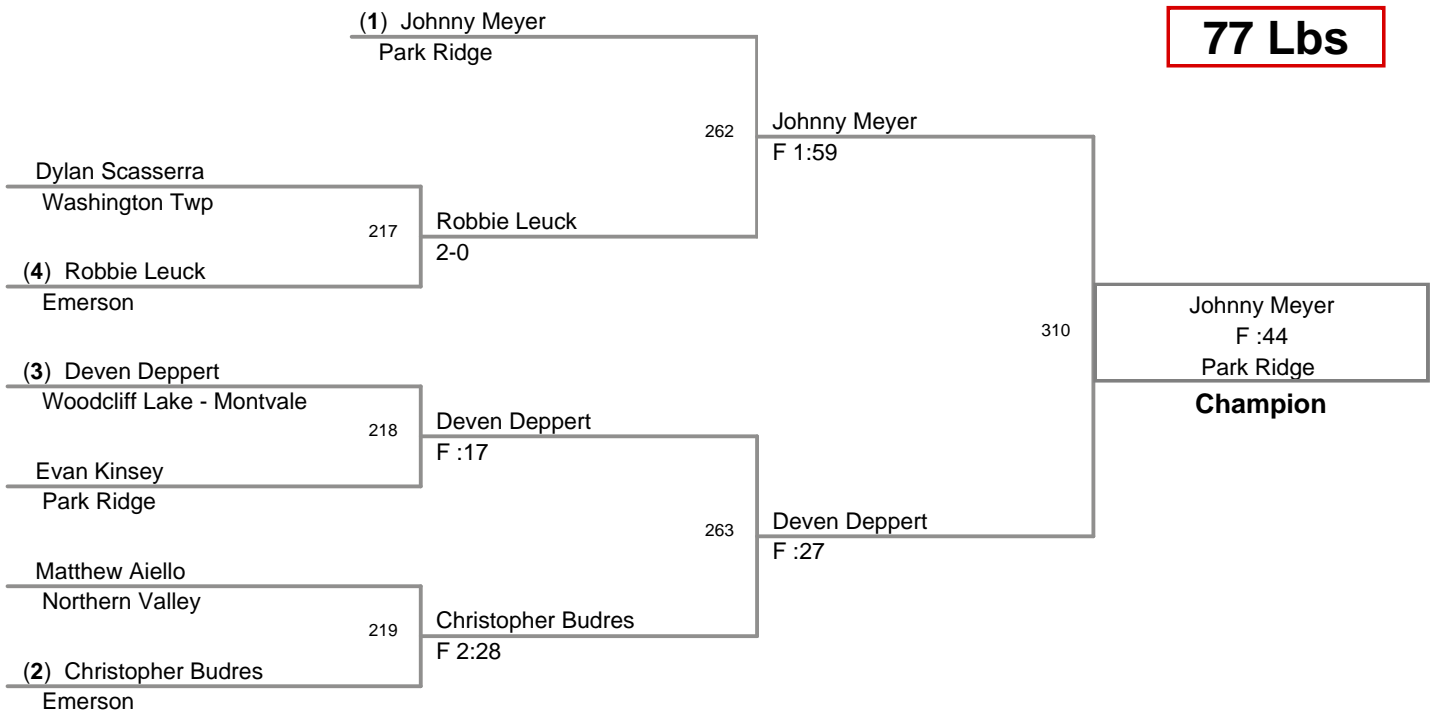 (1) Johnny Meyer
Park Ridge
77 Lbs
262
Johnny Meyer
F 1:59
Dylan Scasserra
Washington Twp
217
Robbie Leuck
2-0
(4) Robbie Leuck
Emerson
310
Johnny Meyer
F :44
Park Ridge
Champion
(3) Deven Deppert
Woodcliff Lake - Montvale
218
Deven Deppert
F :17
Evan Kinsey
Park Ridge
263
Deven Deppert
F :27
Matthew Aiello
Northern Valley
219
Christopher Budres
F 2:28
(2) Christopher Budres
Emerson